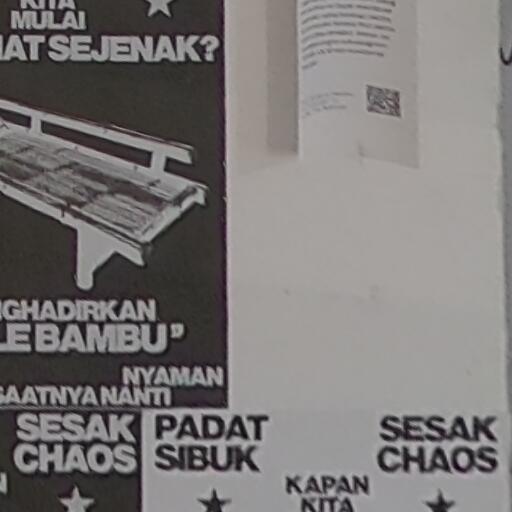 KITA
MULAI
AT SEJENAK?
GHADIRKAN
LE BAMBU”
NYAMAN
SAATNYA NANTI
SESAK
CHAOS
PADAT
SIBUK
SESAK
CHAOS
KAPAN
KITA